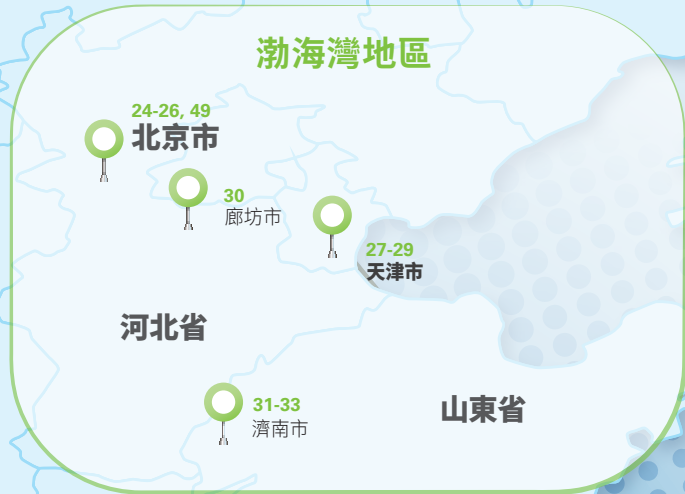 渤海灣地區
24-26, 49
北京市
30
廊坊市
27-29
天津市
河北省
31-33
濟南市
山東省